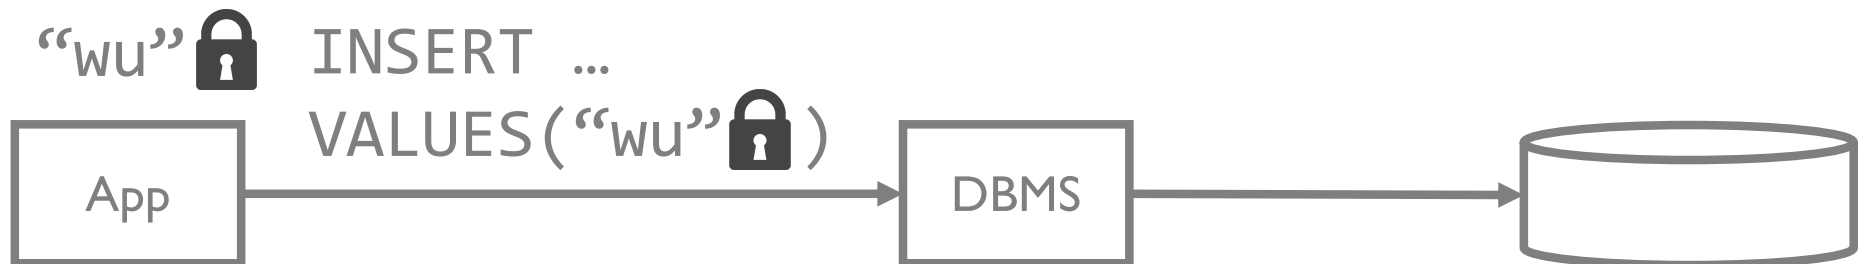 “wu”
INSERT …
VALUES(“wu” )
App
DBMS